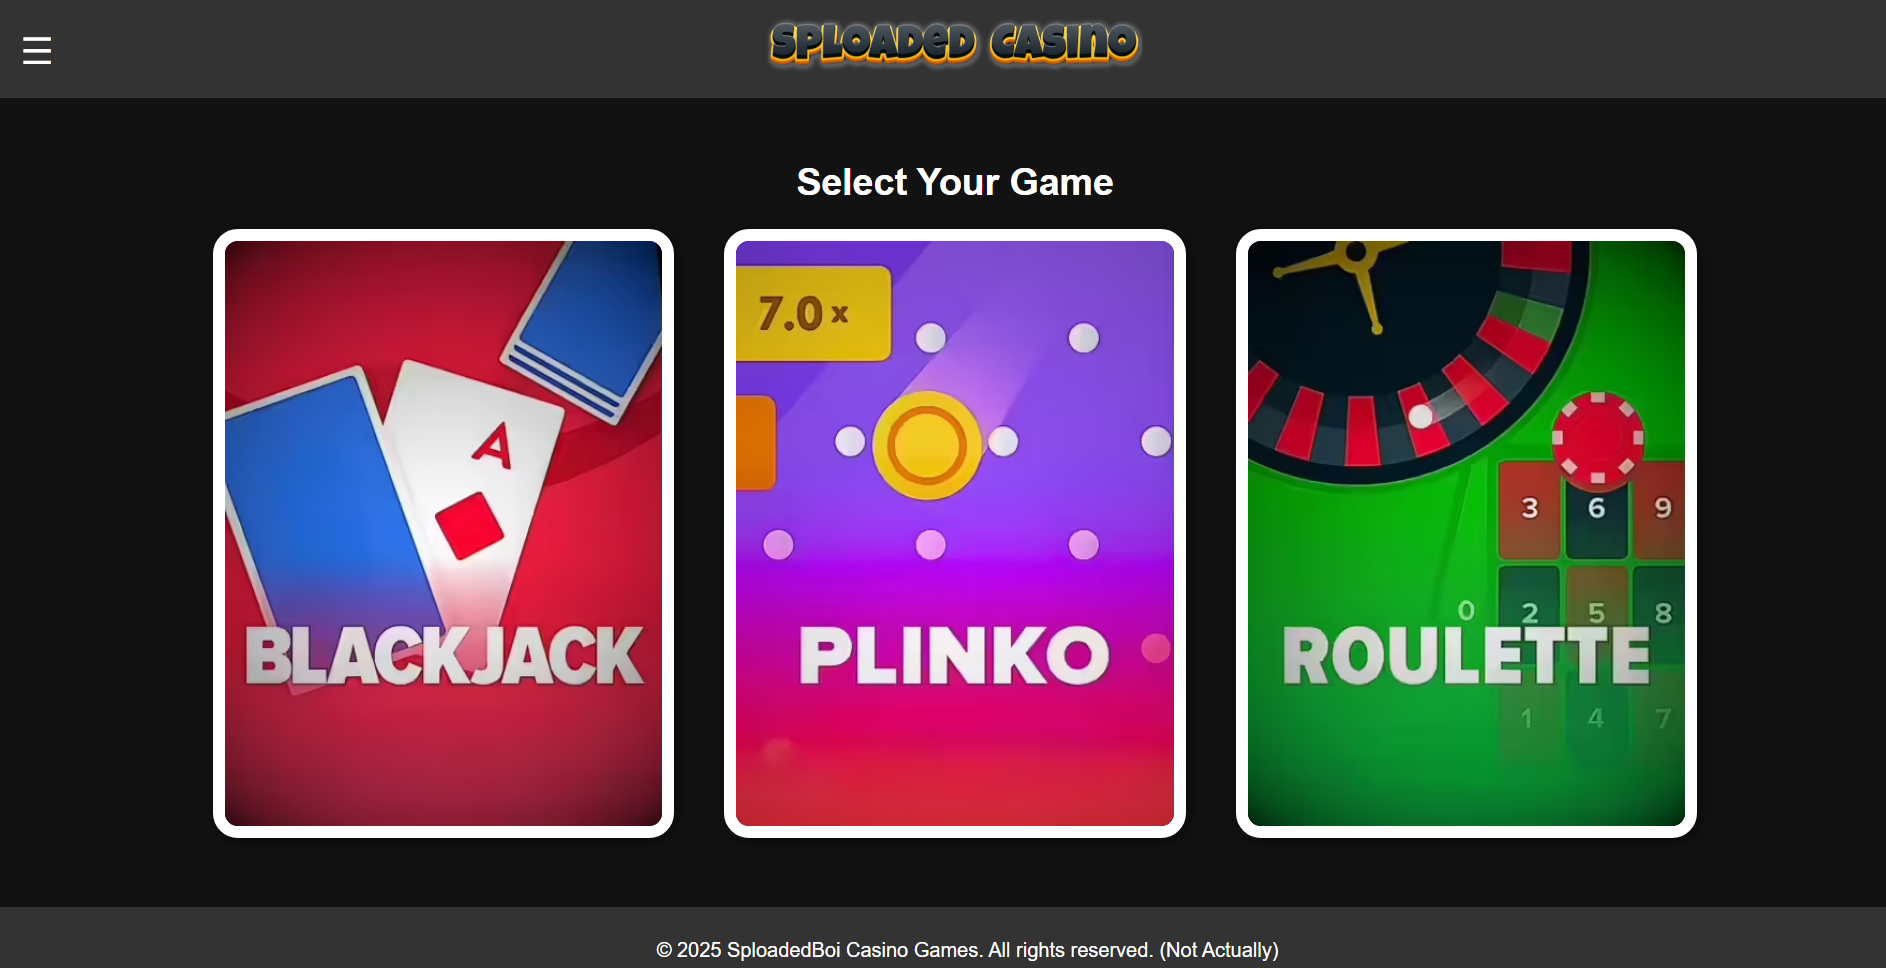 SPLOADED CASINO
Select Your Game
7.0 x
A
BLACKJACK
PLINKO
3 6 9
0 2 5 8
ROULETTE
1 4 7
© 2025 SploadedBoi Casino Games. All rights reserved. (Not Actually)